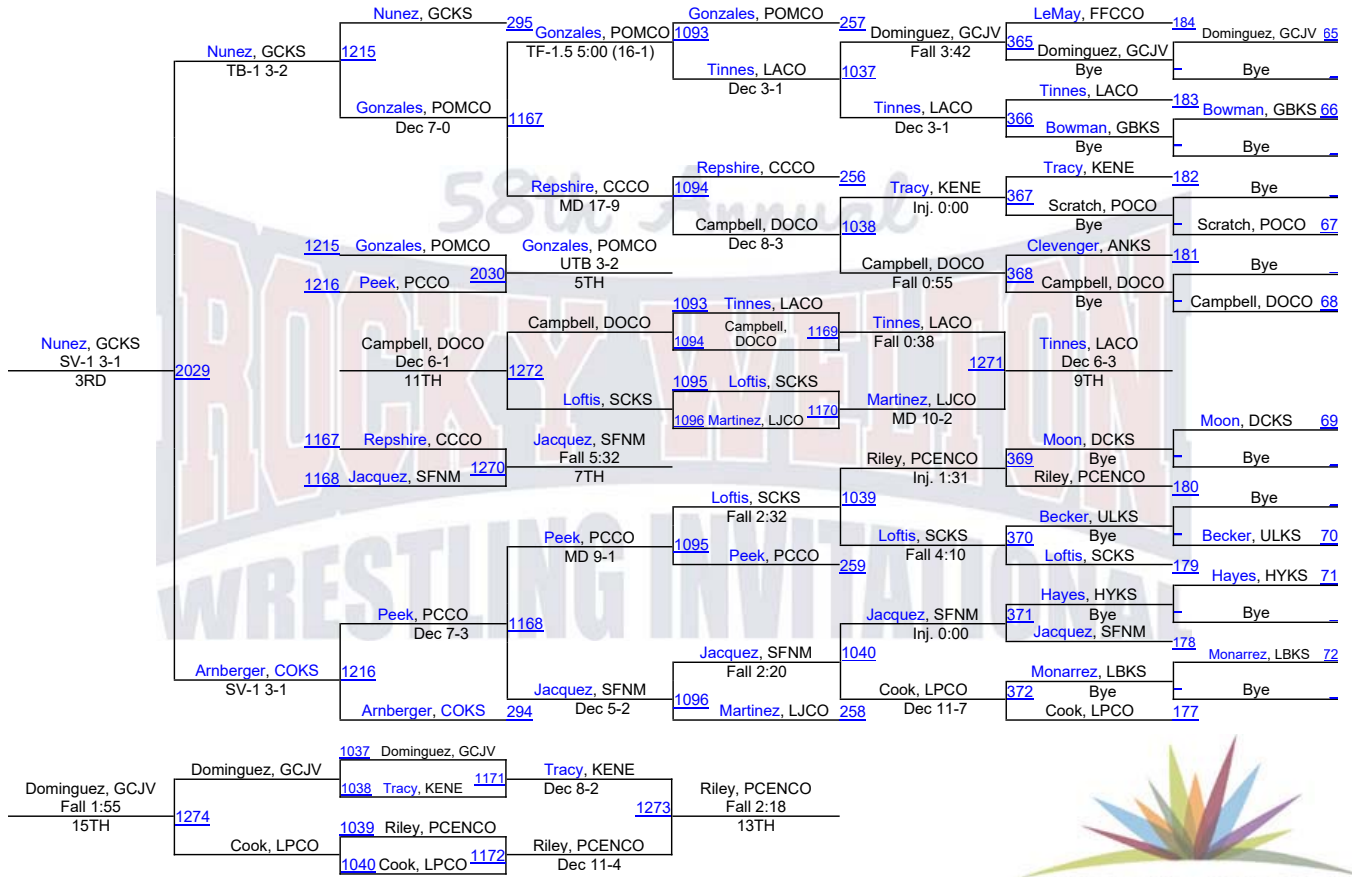 Nunez, GCKS
295
Nunez, GCKS
TB-1 3-2
1215
Gonzales, POMCO
Dec 7-0
Gonzales, POMCO
TF-1.5 5:00 (16-1)
1167
Gonzales, POMCO
257
1093
Tinnes, LACO
Dec 3-1
Dominguez, GCJV
Fall 3:42
1037
Tinnes, LACO
Dec 3-1
LeMay, FFCCO
184
365
Dominguez, GCJV
Bye
Dominguez, GCJV 65
Bye
Tinnes, LACO
183
366
Bowman, GBKS
Bye
Bowman, GBKS 66
Bye
58th Annual
Repshire, CCCO
MD 17-9
Repshire, CCCO
256
1094
Campbell, DOCO
Dec 8-3
Tracy, KENE
Inj. 0:00
1038
Campbell, DOCO
Fall 0:55
Tracy, KENE
182
367
Scratch, POCO
Bye
Bye
Scratch, POCO 67
Clevenger, ANKS
181
368
Campbell, DOCO
Bye
Bye
Campbell, DOCO 68
1215 Gonzales, POMCO
1216 Peek, PCCO
2030
Gonzales, POMCO
UTB 3-2
5TH
ROCKY WELTON
WRESTLING INVITATIONAL
Nunez, GCKS
SV-1 3-1
3RD
2029
Campbell, DOCO
Dec 6-1
11TH
Campbell, DOCO
1272
Loftis, SCKS
1093 Tinnes, LACO
1094
Campbell,
DOCO
1169
1095 Loftis, SCKS
1096 Martinez, LJCO 1170
Tinnes, LACO
Fall 0:38
1271
Martinez, LJCO
MD 10-2
Tinnes, LACO
Dec 6-3
9TH
1167 Repshire, CCCO
1168 Jacquez, SFNM
1270
Jacquez, SFNM
Fall 5:32
7TH
Riley, PCENCO
Inj. 1:31
Moon, DCKS
369
Bye
Riley, PCENCO
180
Moon, DCKS 69
Bye
Loftis, SCKS
Fall 2:32
1039
Loftis, SCKS
Fall 4:10
Becker, ULKS
370
Bye
Loftis, SCKS
179
Bye
Becker, ULKS 70
Peek, PCCO
MD 9-1
1095
Peek, PCCO
259
Peek, PCCO
Dec 7-3
1168
Jacquez, SFNM
Inj. 0:00
Hayes, HYKS
371
Bye
Jacquez, SFNM
178
Hayes, HYKS 71
Bye
Arnberger, COKS
SV-1 3-1
1216
Arnberger, COKS
294
Jacquez, SFNM
Dec 5-2
Jacquez, SFNM
Fall 2:20
1096
Martinez, LJCO
258
1040
Cook, LPCO
Dec 11-7
Monarrez, LBKS
372
Bye
Cook, LPCO
177
Monarrez, LBKS 72
Bye
Dominguez, GCJV
Fall 1:55
15TH
1274
Dominguez, GCJV
Cook, LPCO
1037 Dominguez, GCJV
1038 Tracy, KENE
1171
1039 Riley, PCENCO
1040 Cook, LPCO
1172
Tracy, KENE
Dec 8-2
1273
Riley, PCENCO
Dec 11-4
Riley, PCENCO
Fall 2:18
13TH